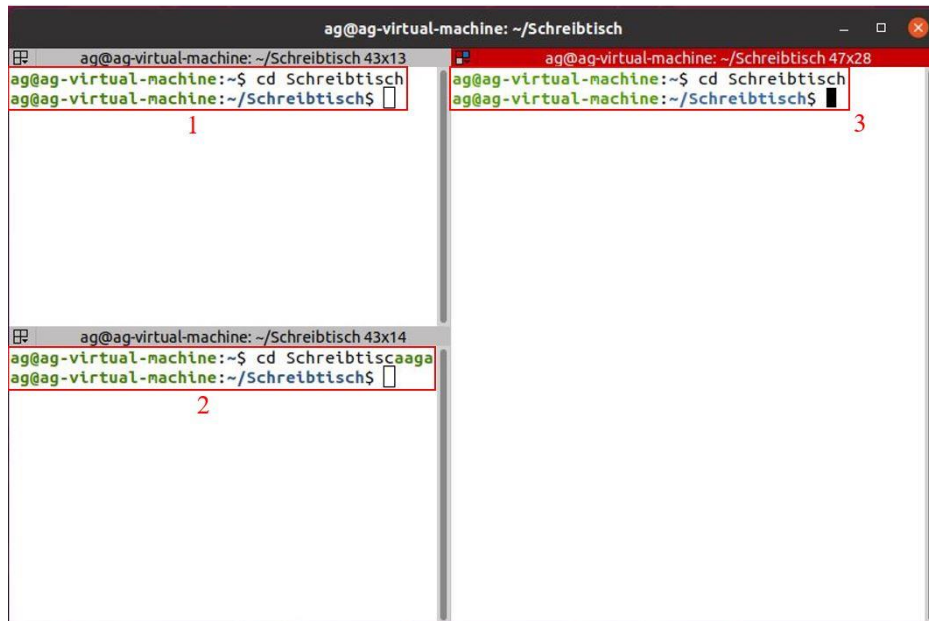 ag@ag-virtual-machine: ~/Schreibtisch
ag@ag-virtual-machine: ~/Schreibtisch 43x13
ag@ag-virtual-machine:~$ cd Schreibtisch
ag@ag-virtual-machine:~/Schreibtisch$
1
ag@ag-virtual-machine: ~/Schreibtisch 43x14
ag@ag-virtual-machine:~$ cd Schreibtiscaaga
ag@ag-virtual-machine:~/Schreibtisch$
2
ag@ag-virtual-machine: ~/Schreibtisch 47x28
ag@ag-virtual-machine:~$ cd Schreibtisch
ag@ag-virtual-machine:~/Schreibtisch$
3